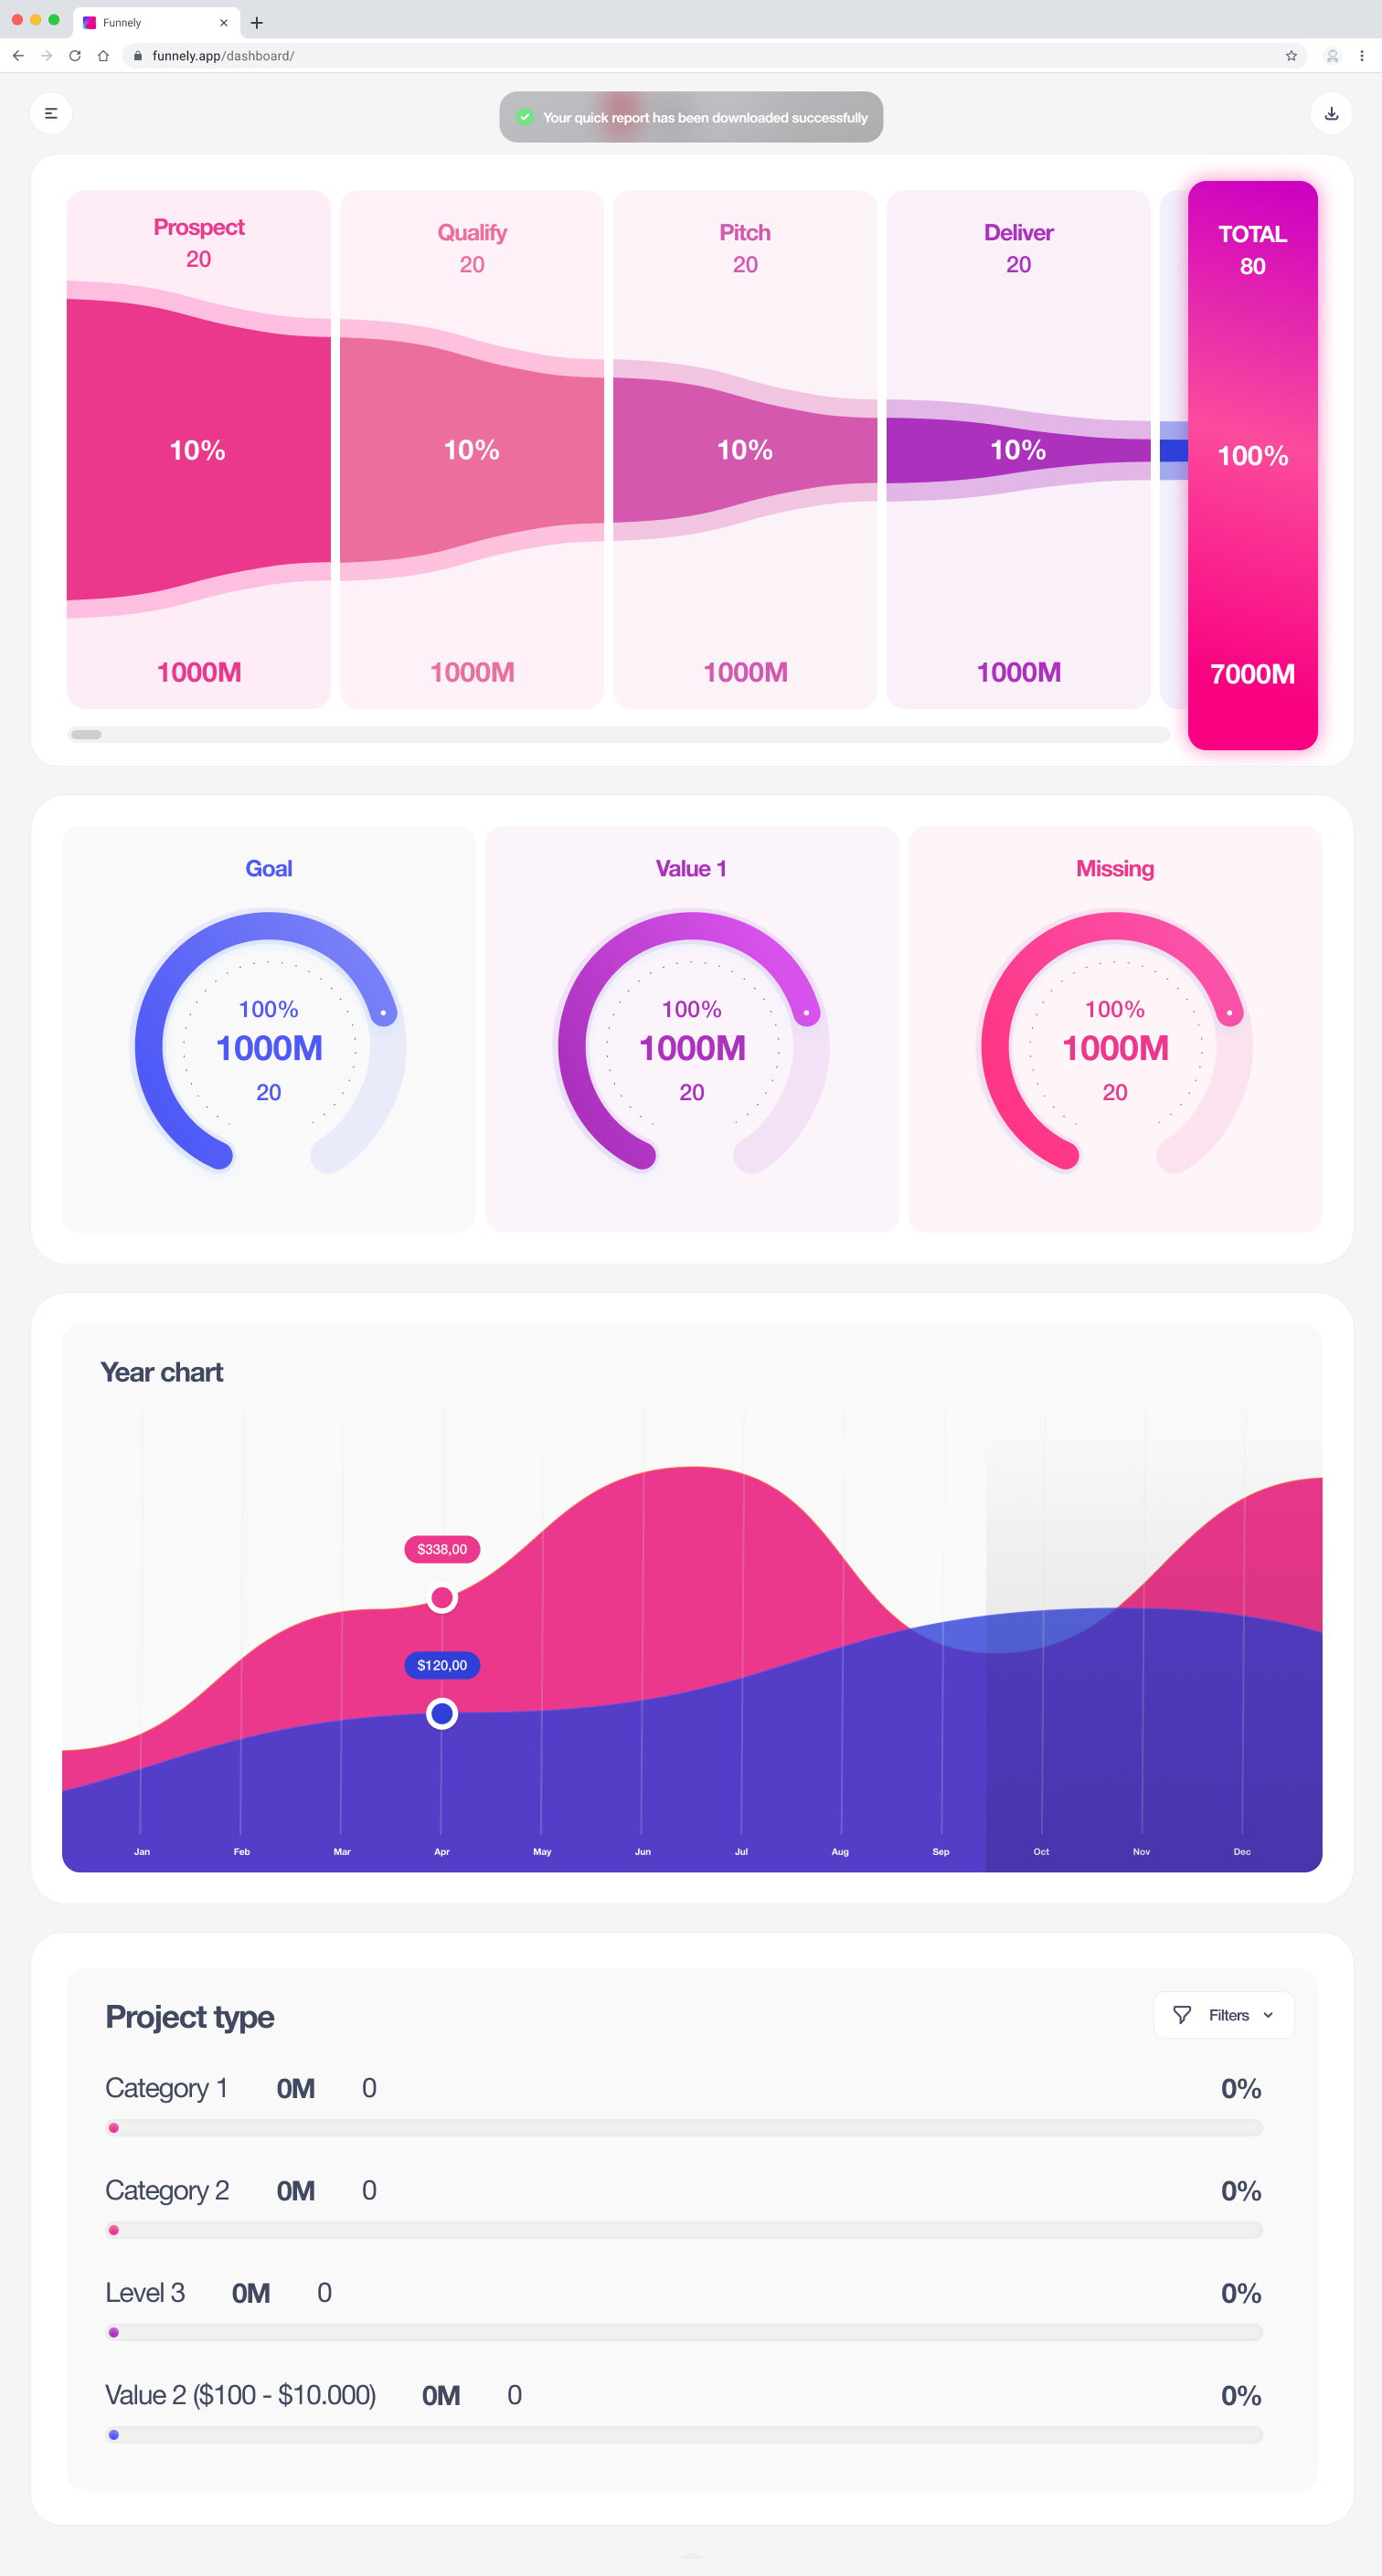 Funnely
funnely.app/dashboard/
Your quick report has been downloaded successfully
Prospect
20
10%
1000M
Qualify
20
10%
1000M
Pitch
20
10%
1000M
Deliver
20
10%
1000M
TOTAL
80
100%
7000M
Goal
100%
1000M
20
Value 1
100%
1000M
20
Missing
100%
1000M
20
Year chart
$338,00
$120,00
Jan Feb Mar Apr May Jun Jul Aug Sep Oct Nov Dec
Project type
Filters
Category 1 0M 0 0%
Category 2 0M 0 0%
Level 3 0M 0 0%
Value 2 ($100 - $10.000) 0M 0 0%